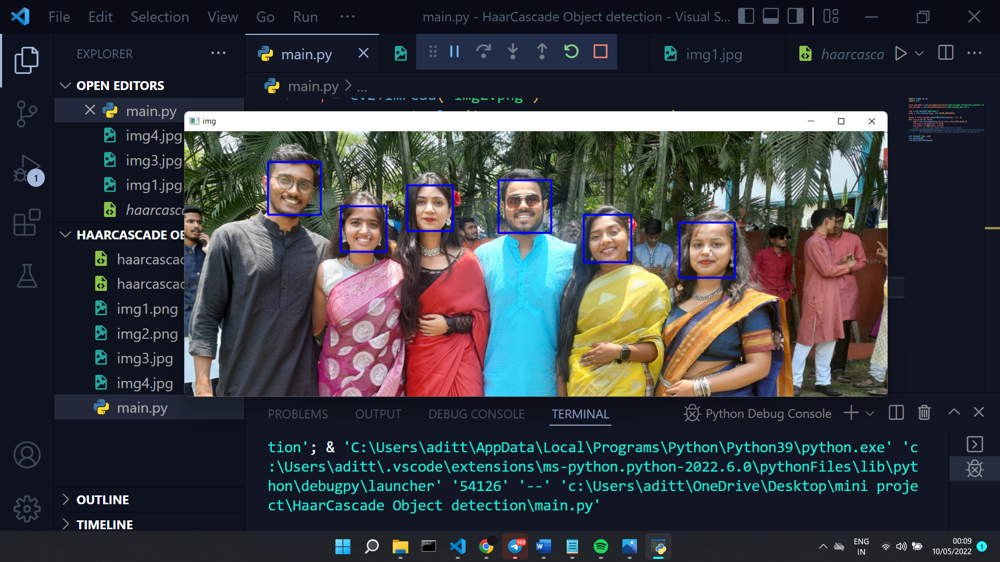 File Edit Selection View Go Run ···
main.py - HaarCascade Object detection - Visual S...
EXPLORER ···
OPEN EDITORS
main.py
img4.jpg
img3.jpg
img1.jpg
haarcasc
HAARCASCADE OB
haarcascad
haarcascad
img1.png
img2.png
img3.jpg
img4.jpg
main.py
OUTLINE
TIMELINE
1
main.py
img1.jpg
haarcasca
main.py > ...
img
PROBLEMS OUTPUT DEBUG CONSOLE TERMINAL
Python Debug Console
tion'; & 'C:\Users\aditt\AppData\Local\Programs\Python\Python39\python.exe' 'c
:\Users\aditt\.vscode\extensions\ms-python.python-2022.6.0\pythonFiles\lib\pyt
hon\debugpy\launcher' '54126' '--' 'c:\Users\aditt\OneDrive\Desktop\mini proje
ct\HaarCascade Object detection\main.py'
988
ENG
IN
00:09
10/05/2022
1